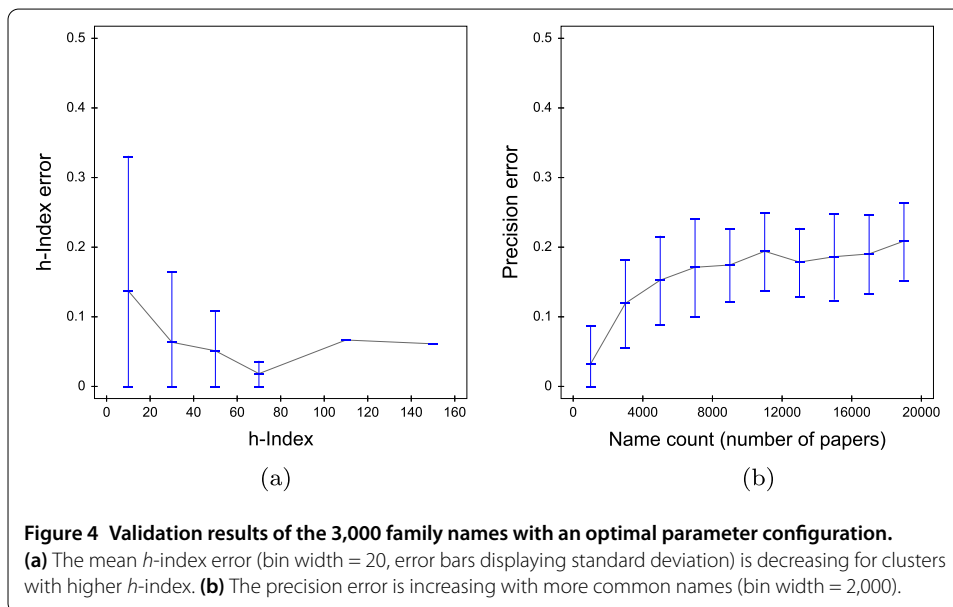 0.5
0.4
0.3
0.2
0.1
0
h-Index error
0 20 40 60 80 100 120 140 160
h-Index
(a)
0.5
0.4
0.3
0.2
0.1
0
Precision error
0 4000 8000 12000 16000 20000
Name count (number of papers)
(b)
Figure 4 Validation results of the 3,000 family names with an optimal parameter configuration.
(a) The mean h-index error (bin width = 20, error bars displaying standard deviation) is decreasing for clusters
with higher h-index. (b) The precision error is increasing with more common names (bin width = 2,000).